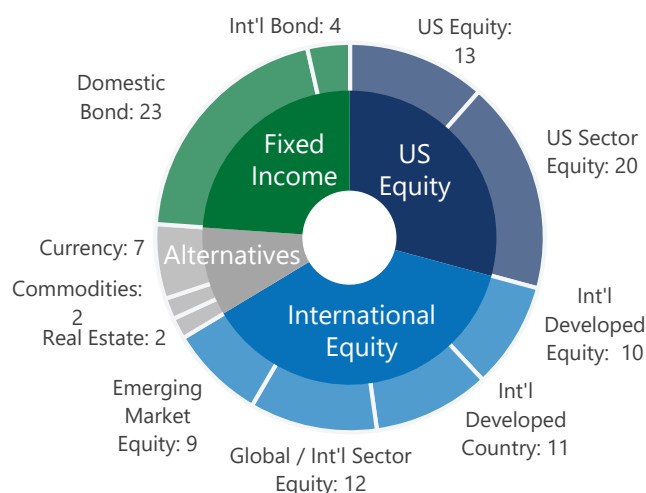 Int'l Bond: 4
US Equity:
13
Domestic
Bond: 23
US Sector
Equity: 20
Fixed
Income
US
Equity
Currency: 7
Alternatives
Commodities:
2
Real Estate: 2
International
Equity
Int'l
Developed
Equity:  10
Emerging
Market
Equity: 9
Int'l
Developed
Country: 11
Global / Int'l Sector
Equity: 12